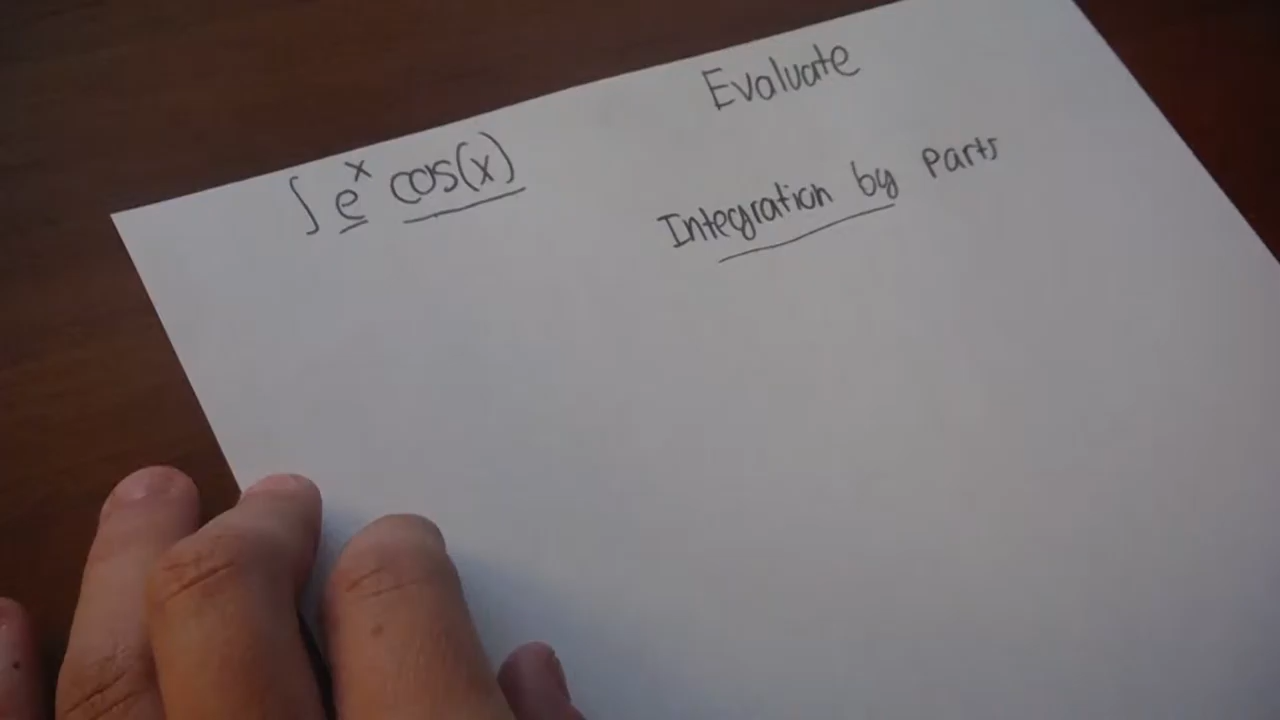 Evaluate
∫ e^x cos(x)
Integration by Parts